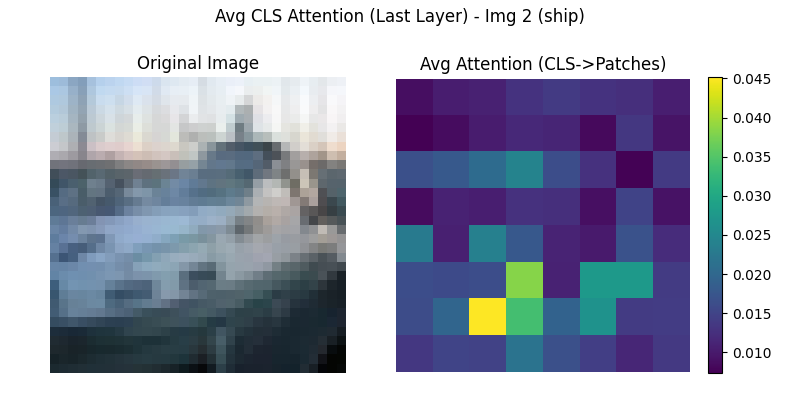 Avg CLS Attention (Last Layer) - Img 2 (ship)
Original Image
Avg Attention (CLS->Patches)
0.045
0.040
0.035
0.030
0.025
0.020
0.015
0.010